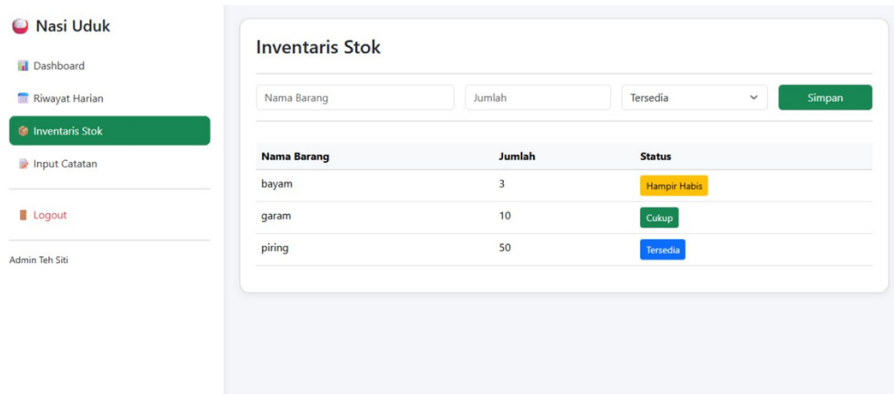 Nasi Uduk
Dashboard
Riwayat Harian
Inventaris Stok
Input Catatan
Logout
Admin Teh Siti
Inventaris Stok
Nama Barang Jumlah Tersedia Simpan
Nama Barang Jumlah Status
bayam 3 Hampir Habis
garam 10 Cukup
piring 50 Tersedia